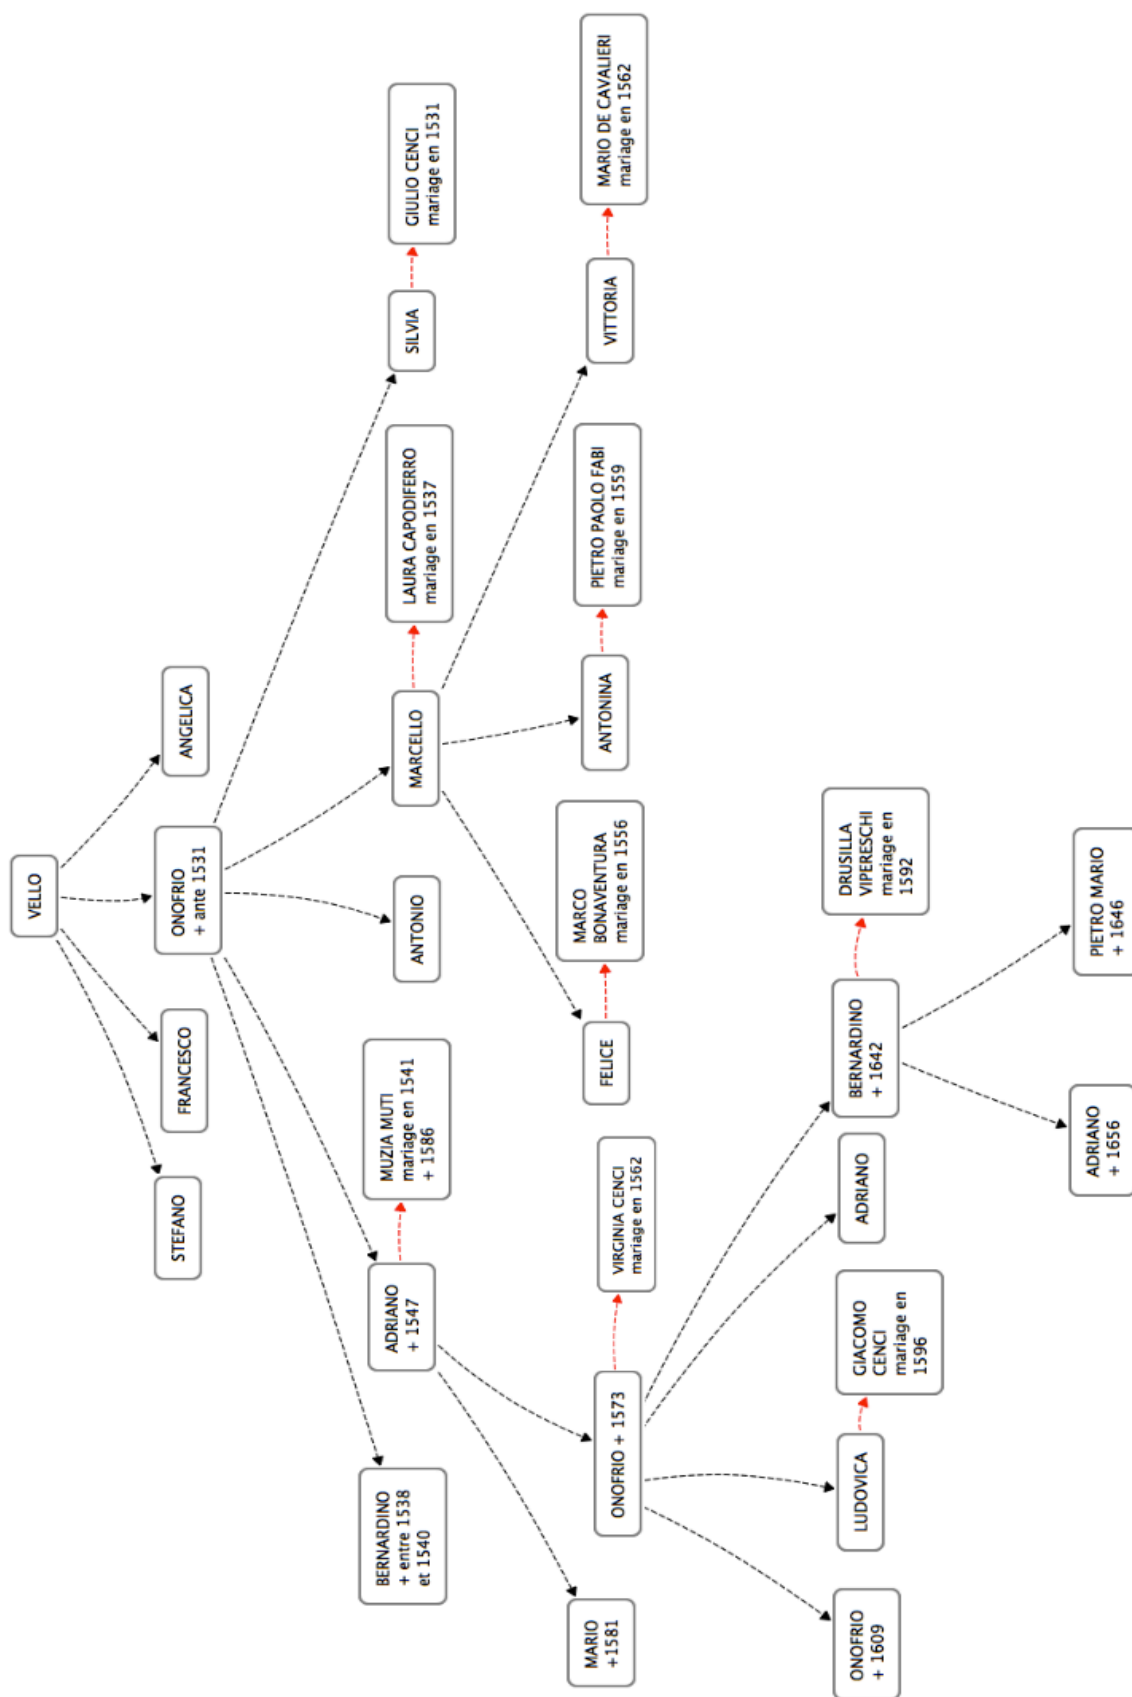 VELLO
STEFANO
FRANCESCO
ONOFRIO
+ ante 1531
ANGELICA
BERNARDINO
+ entre 1538
et 1540
ADRIANO
+ 1547
MUZIA MUTI
mariage en 1541
+ 1586
ANTONIO
MARCELLO
LAURA CAPODIFERRO
mariage en 1537
SILVIA
GIULIO CENCI
mariage en 1531
MARIO
+1581
ONOFRIO + 1573
VIRGINIA CENCI
mariage en 1562
FELICE
MARCO
BONAVENTURA
mariage en 1556
ANTONINA
PIETRO PAOLO FABI
mariage en 1559
VITTORIA
MARIO DE CAVALIERI
mariage en 1562
ONOFRIO
+ 1609
LUDOVICA
GIACOMO
CENCI
mariage en
1596
ADRIANO
BERNARDINO
+ 1642
DRUSILLA
VIPERESCHI
mariage en
1592
ADRIANO
+ 1656
PIETRO MARIO
+ 1646